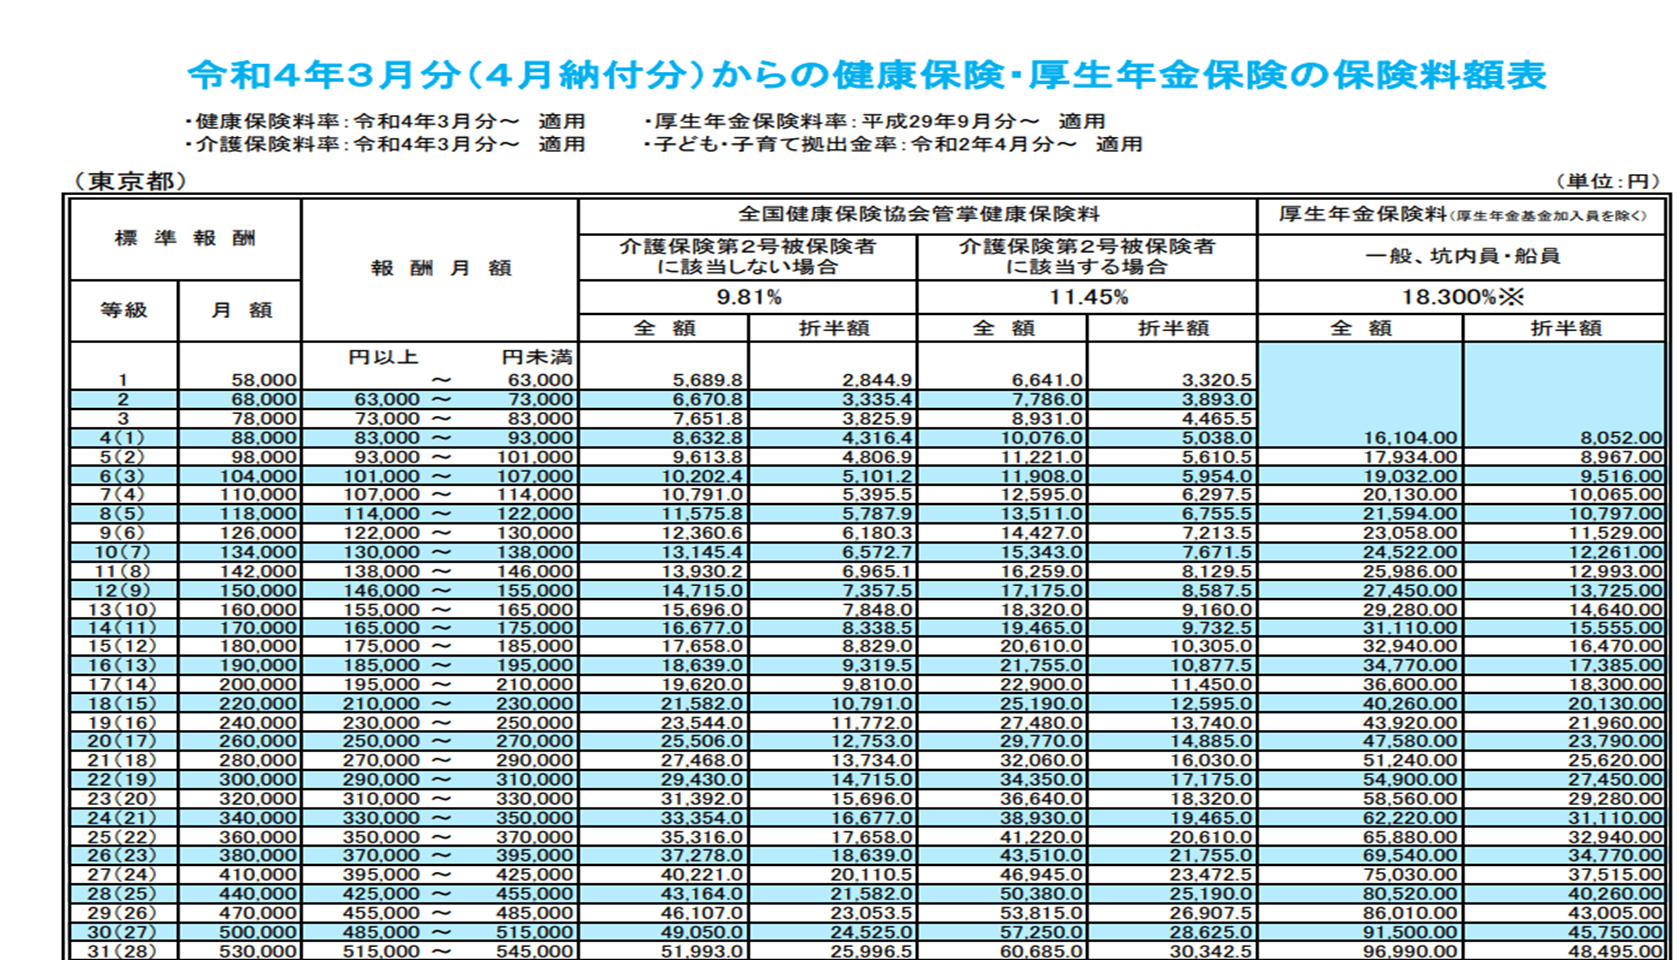 令和4年3月分(4月納付分)からの健康保険・厚生年金保険の保険料額表
・健康保険料率:令和4年3月分～ 適用 ・厚生年金保険料率:平成29年9月分～ 適用
・介護保険料率:令和4年3月分～ 適用 ・子ども・子育て拠出金率:令和2年4月分～ 適用
(東京都) (単位:円)
標準報酬 報酬月額 全国健康保険協会管掌健康保険料 厚生年金保険料(厚生年金基金加入員を除く)
介護保険第2号被保険者に該当しない場合 介護保険第2号被保険者に該当する場合 一般、坑内員・船員
等級 月額 9.81% 11.45% 18.300%※
全額 折半額 全額 折半額 全額 折半額
円以上 円未満
1 58,000 ～ 63,000 5,689.8 2,844.9 6,641.0 3,320.5
2 68,000 63,000 ～ 73,000 6,670.8 3,335.4 7,786.0 3,893.0
3 78,000 73,000 ～ 83,000 7,651.8 3,825.9 8,931.0 4,465.5
4(1) 88,000 83,000 ～ 93,000 8,632.8 4,316.4 10,076.0 5,038.0 16,104.00 8,052.00
5(2) 98,000 93,000 ～ 101,000 9,613.8 4,806.9 11,221.0 5,610.5 17,934.00 8,967.00
6(3) 104,000 101,000 ～ 107,000 10,202.4 5,101.2 11,908.0 5,954.0 19,032.00 9,516.00
7(4) 110,000 107,000 ～ 114,000 10,791.0 5,395.5 12,595.0 6,297.5 20,130.00 10,065.00
8(5) 118,000 114,000 ～ 122,000 11,575.8 5,787.9 13,511.0 6,755.5 21,594.00 10,797.00
9(6) 126,000 122,000 ～ 130,000 12,360.6 6,180.3 14,427.0 7,213.5 23,058.00 11,529.00
10(7) 134,000 130,000 ～ 138,000 13,145.4 6,572.7 15,343.0 7,671.5 24,522.00 12,261.00
11(8) 142,000 138,000 ～ 146,000 13,930.2 6,965.1 16,259.0 8,129.5 25,986.00 12,993.00
12(9) 150,000 146,000 ～ 155,000 14,715.0 7,357.5 17,175.0 8,587.5 27,450.00 13,725.00
13(10) 160,000 155,000 ～ 165,000 15,696.0 7,848.0 18,320.0 9,160.0 29,280.00 14,640.00
14(11) 170,000 165,000 ～ 175,000 16,677.0 8,338.5 19,465.0 9,732.5 31,110.00 15,555.00
15(12) 180,000 175,000 ～ 185,000 17,658.0 8,829.0 20,610.0 10,305.0 32,940.00 16,470.00
16(13) 190,000 185,000 ～ 195,000 18,639.0 9,319.5 21,755.0 10,877.5 34,770.00 17,385.00
17(14) 200,000 195,000 ～ 210,000 19,620.0 9,810.0 22,900.0 11,450.0 36,600.00 18,300.00
18(15) 220,000 210,000 ～ 230,000 21,582.0 10,791.0 25,190.0 12,595.0 40,260.00 20,130.00
19(16) 240,000 230,000 ～ 250,000 23,544.0 11,772.0 27,480.0 13,740.0 43,920.00 21,960.00
20(17) 260,000 250,000 ～ 270,000 25,506.0 12,753.0 29,770.0 14,885.0 47,580.00 23,790.00
21(18) 280,000 270,000 ～ 290,000 27,468.0 13,734.0 32,060.0 16,030.0 51,240.00 25,620.00
22(19) 300,000 290,000 ～ 310,000 29,430.0 14,715.0 34,350.0 17,175.0 54,900.00 27,450.00
23(20) 320,000 310,000 ～ 330,000 31,392.0 15,696.0 36,640.0 18,320.0 58,560.00 29,280.00
24(21) 340,000 330,000 ～ 350,000 33,354.0 16,677.0 38,930.0 19,465.0 62,220.00 31,110.00
25(22) 360,000 350,000 ～ 370,000 35,316.0 17,658.0 41,220.0 20,610.0 65,880.00 32,940.00
26(23) 380,000 370,000 ～ 395,000 37,278.0 18,639.0 43,510.0 21,755.0 69,540.00 34,770.00
27(24) 410,000 395,000 ～ 425,000 40,221.0 20,110.5 46,945.0 23,472.5 75,030.00 37,515.00
28(25) 440,000 425,000 ～ 455,000 43,164.0 21,582.0 50,380.0 25,190.0 80,520.00 40,260.00
29(26) 470,000 455,000 ～ 485,000 46,107.0 23,053.5 53,815.0 26,907.5 86,010.00 43,005.00
30(27) 500,000 485,000 ～ 515,000 49,050.0 24,525.0 57,250.0 28,625.0 91,500.00 45,750.00
31(28) 530,000 515,000 ～ 545,000 51,993.0 25,996.5 60,685.0 30,342.5 96,990.00 48,495.00